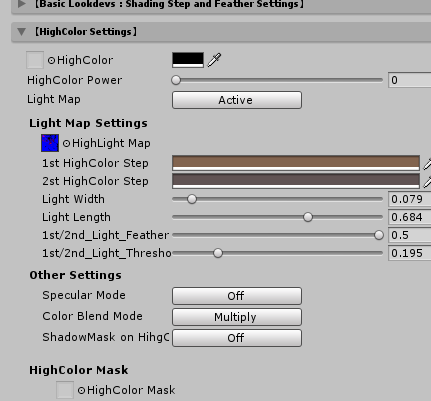 【Basic Lookdevs : Shading Step and Feather Settings】
【HighColor Settings】
HighColor
HighColor Power 0
Light Map Active
Light Map Settings
HighLight Map
1st HighColor Step
2st HighColor Step
Light Width 0.079
Light Length 0.684
1st/2nd_Light_Feather 0.5
1st/2nd_Light_Thresho 0.195
Other Settings
Specular Mode Off
Color Blend Mode Multiply
ShadowMask on HihgC Off
HighColor Mask
HighColor Mask